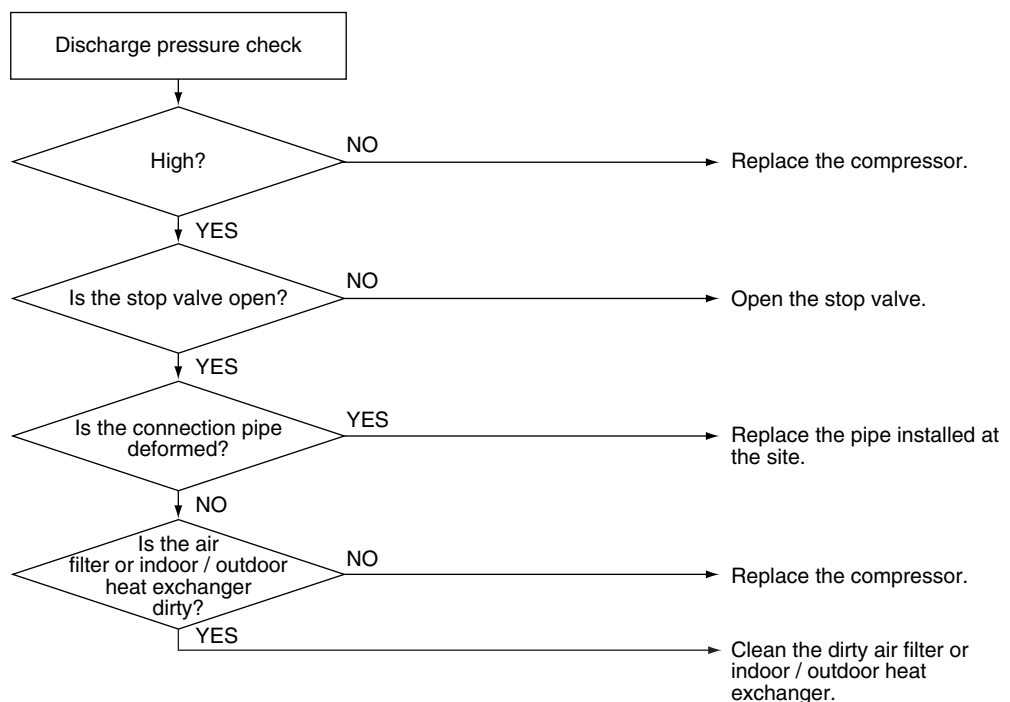 Discharge pressure check
High?
NO
Replace the compressor.
YES
Is the stop valve open?
NO
Open the stop valve.
YES
Is the connection pipe
deformed?
YES
Replace the pipe installed at
the site.
NO
Is the air
filter or indoor / outdoor
heat exchanger
dirty?
NO
Replace the compressor.
YES
Clean the dirty air filter or
indoor / outdoor heat
exchanger.